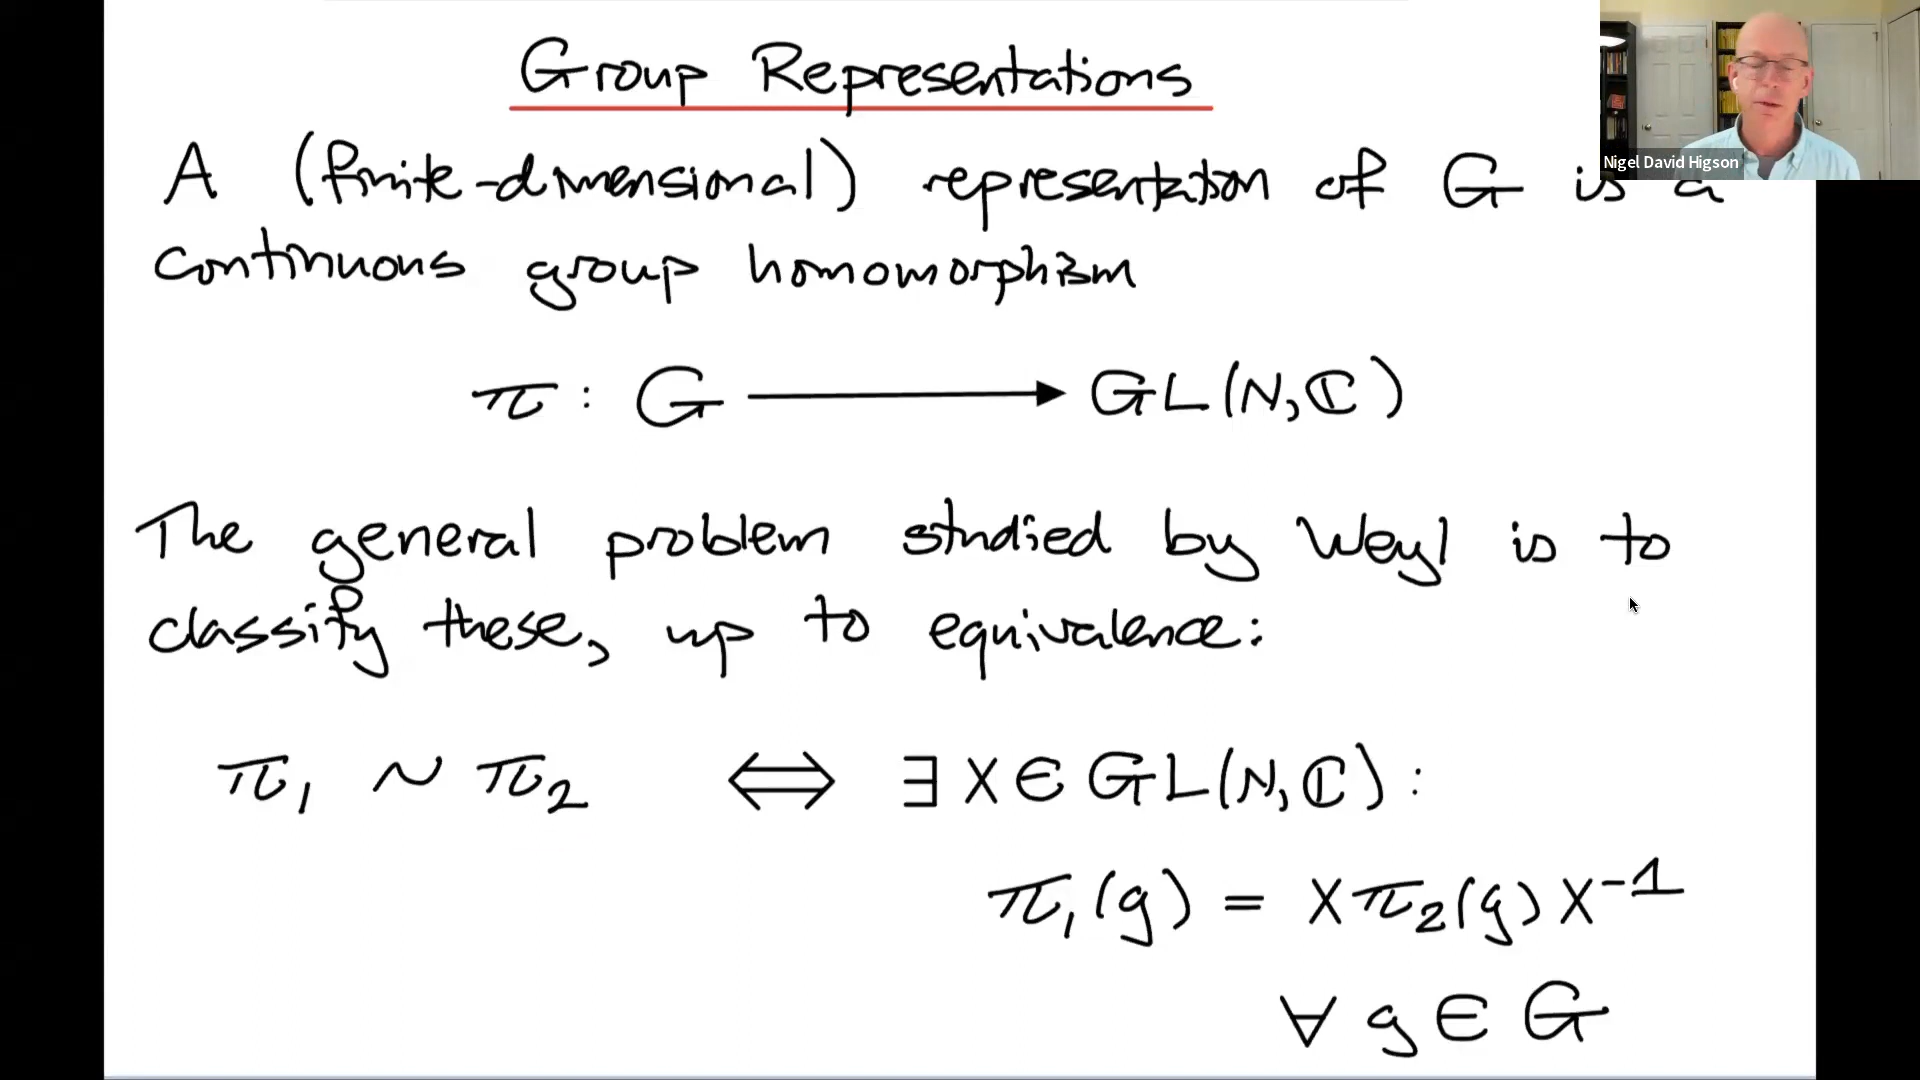 Group Representations
A (finite-dimensional) representation of G is a
continuous group homomorphism
π : G ⟶ GL(N,ℂ)
The general problem studied by Weyl is to
classify these, up to equivalence:
π₁ ~ π₂ ⟺ ∃ X ∈ GL(N,ℂ) :
π₁(g) = X π₂(g) X⁻¹
∀ g ∈ G
Nigel David Higson